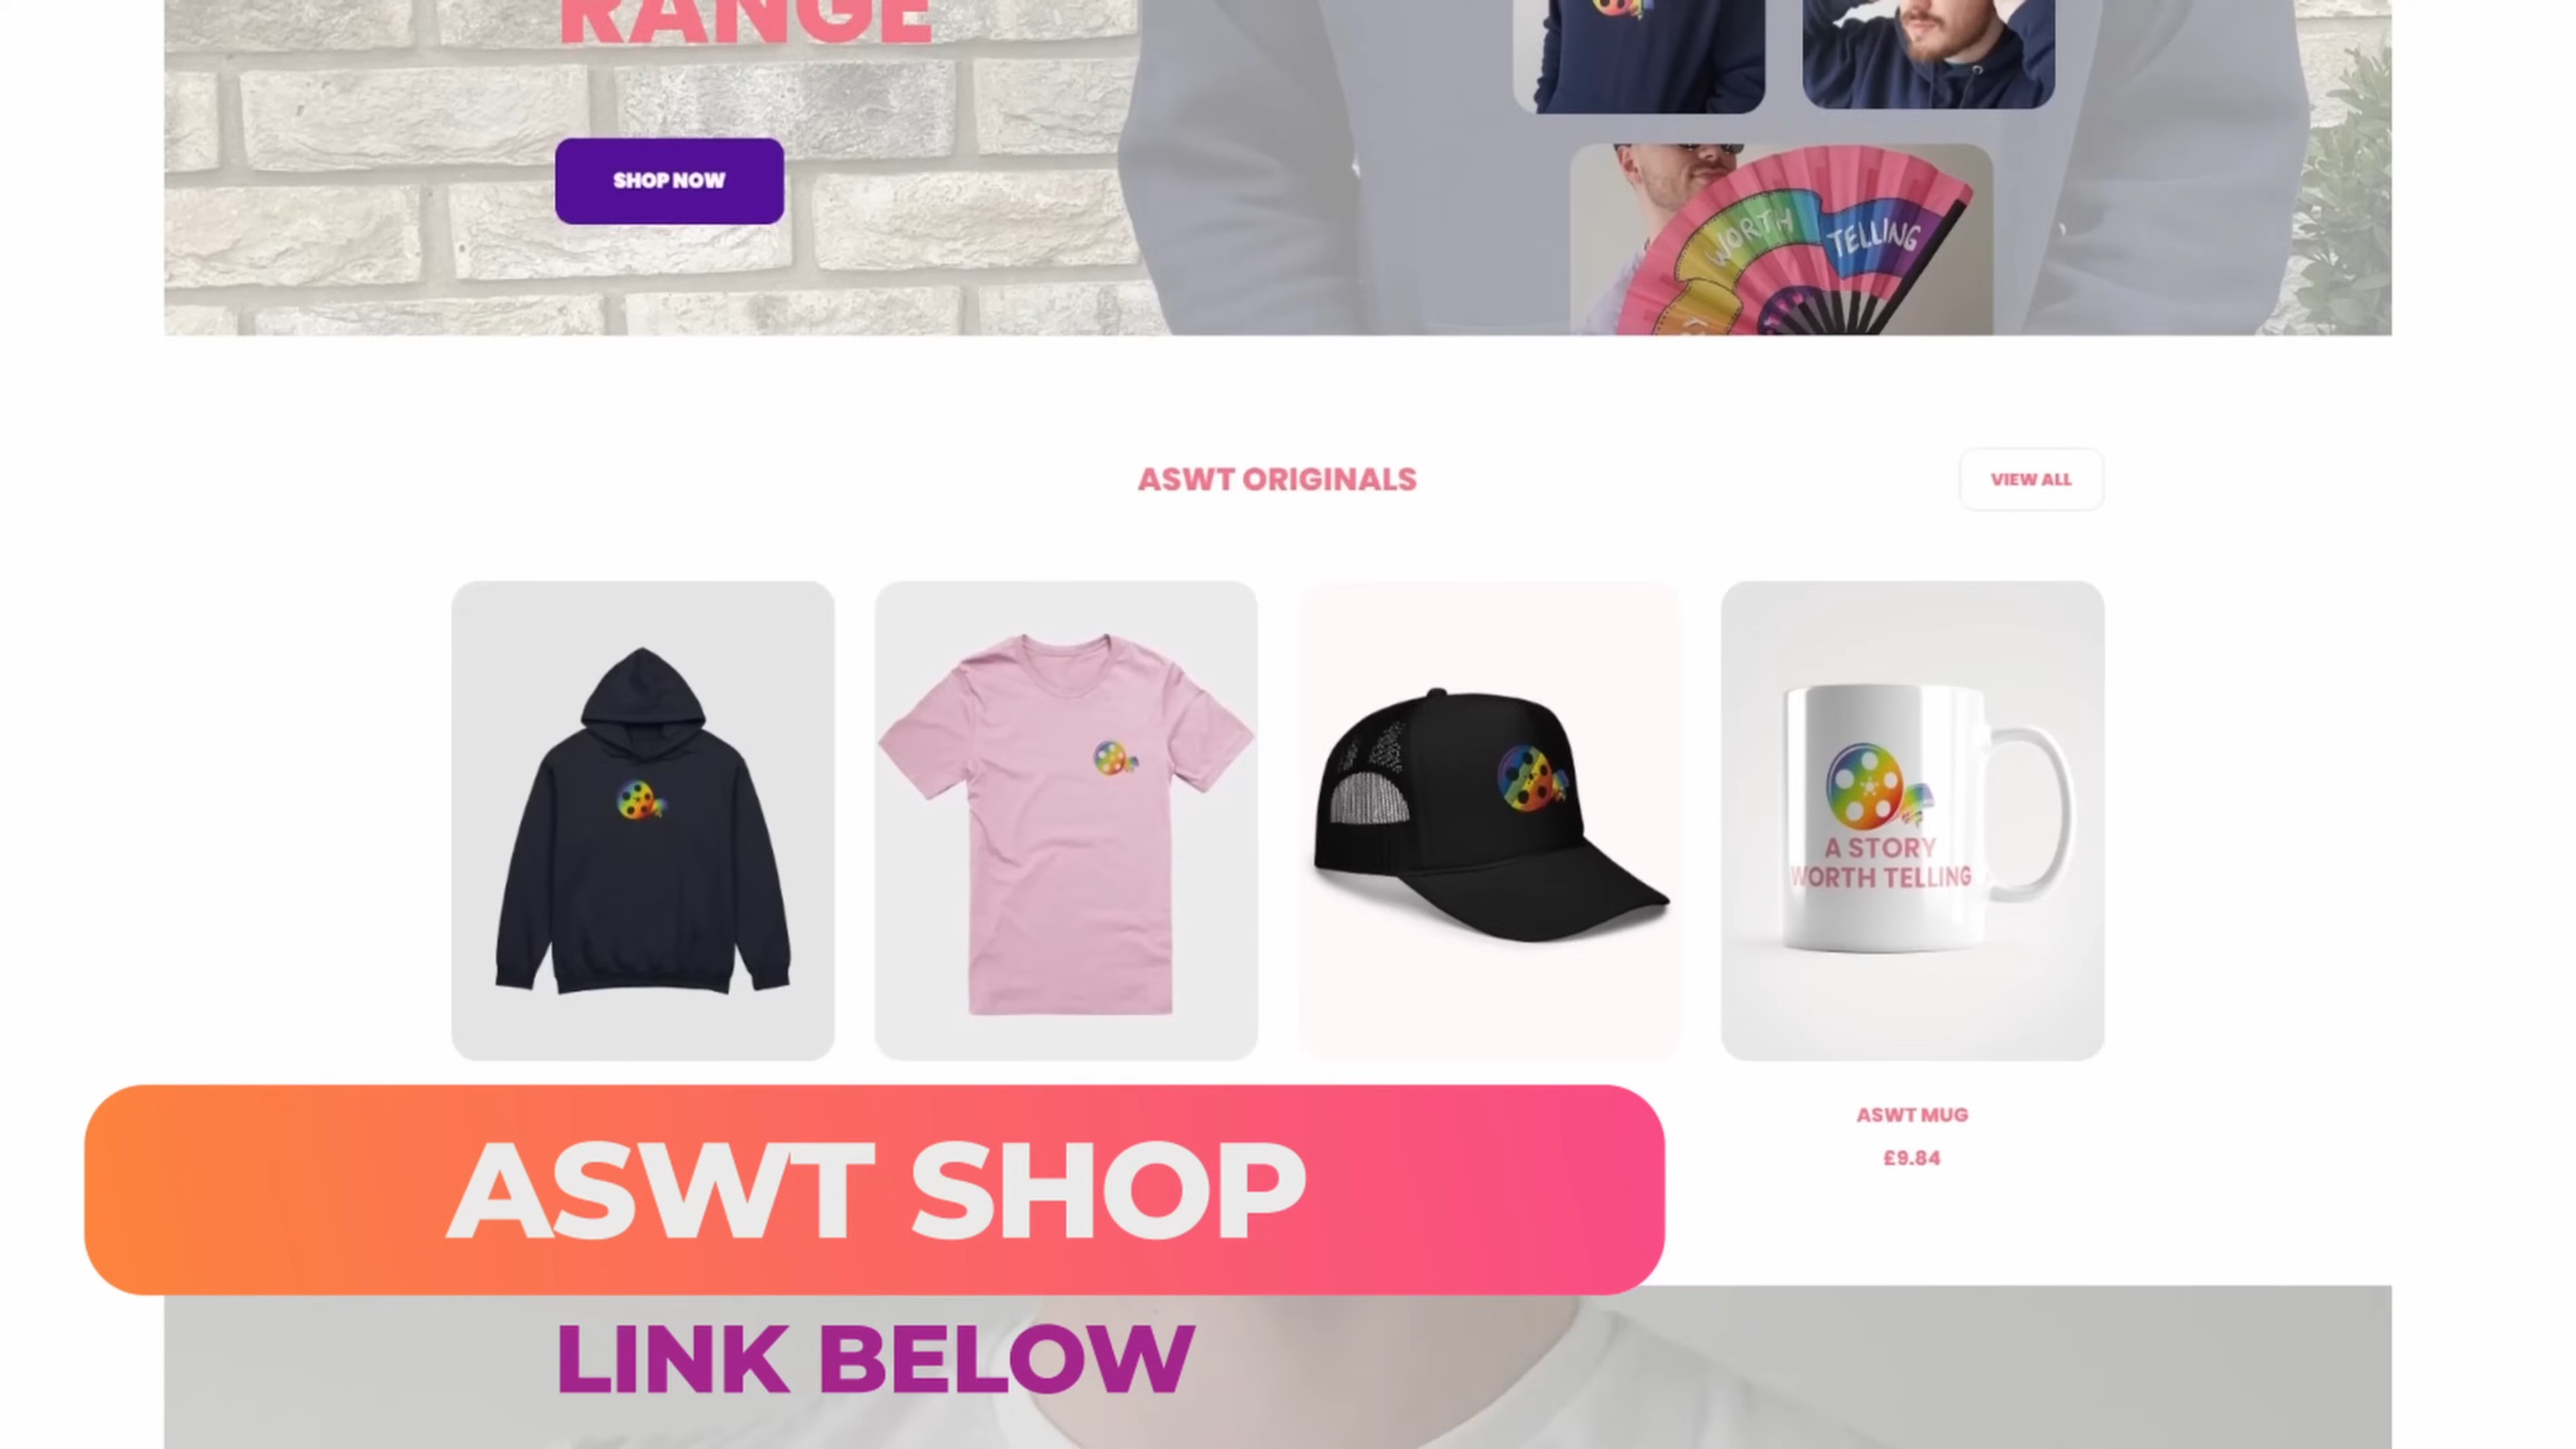 RANGE
SHOP NOW
WORTH TELLING
ASWT ORIGINALS
VIEW ALL
A STORY
WORTH TELLING
ASWT MUG
£9.84
ASWT SHOP
LINK BELOW